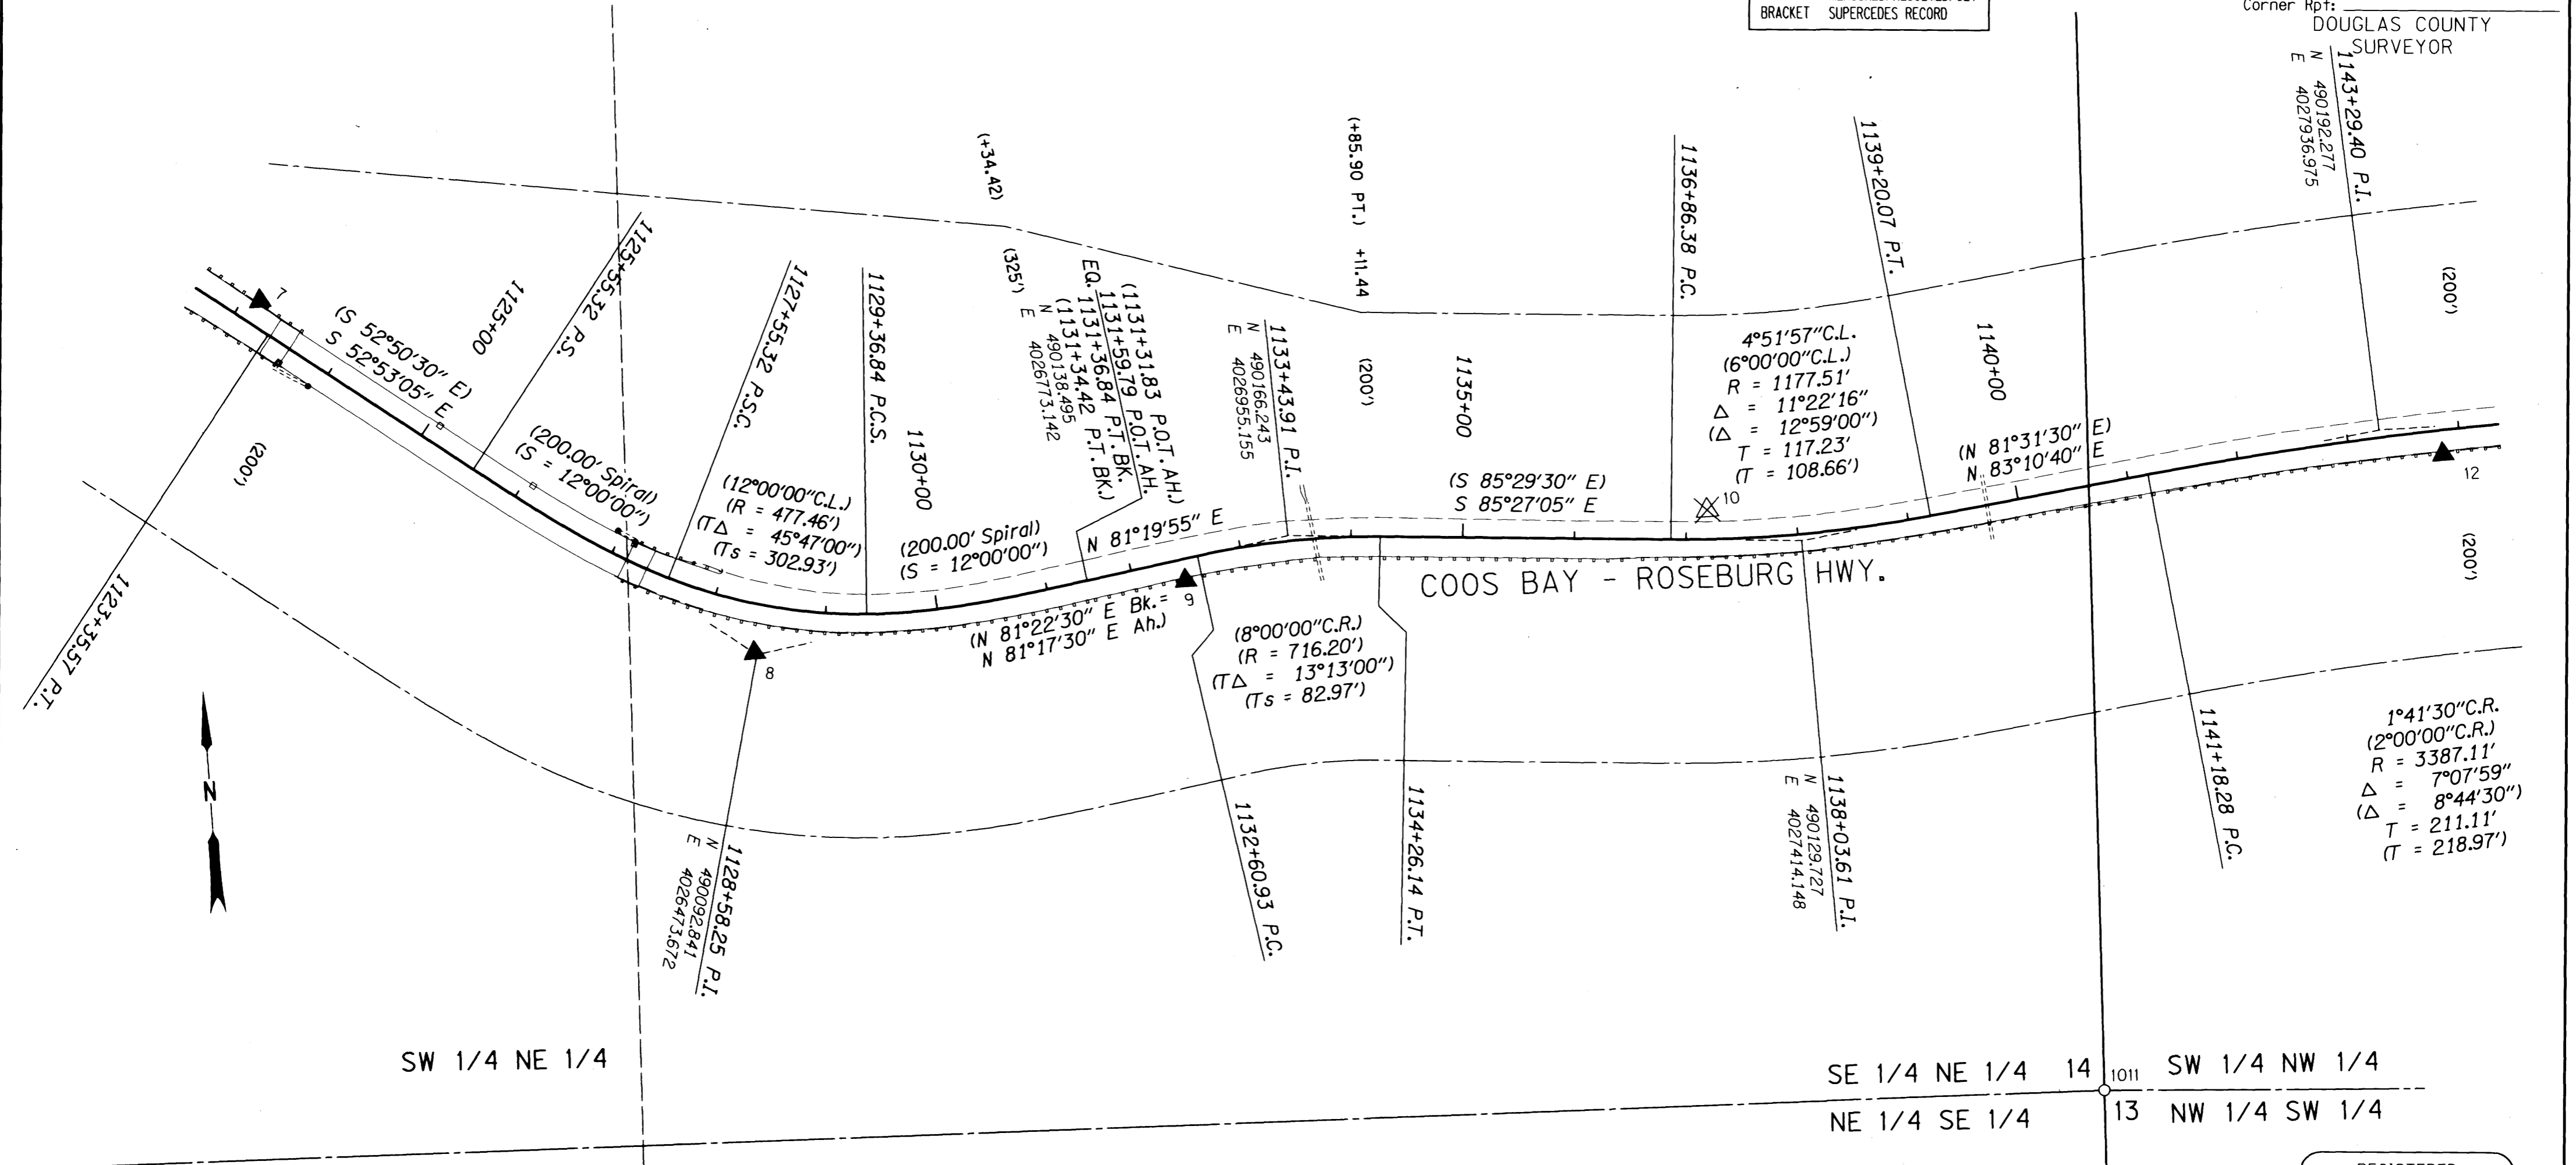 BRACKET SUPERCEDES RECORD
Corner Rpt:
DOUGLAS COUNTY
SURVEYOR
1143+29.40 P.I.
N 490192.277
E 4027936.975
(+34.42)
(+85.90 PT.) +11.44
1136+86.38 P.C.
1139+20.07 P.T.
(200')
7
(S 52°50'30" E)
S 52°53'05" E
1125+00
1125+55.32 P.S.
1127+55.32 P.S.C.
1129+36.84 P.C.S.
1130+00
(325')
(1131+31.83 P.O.T. AH.)
1131+59.79 P.O.T. AH.
EQ. 1131+36.84 P.T. BK.
(1131+34.42 P.T. BK.)
N 490138.495
E 4026773.142
1133+43.91 P.I.
N 490166.243
E 4026955.155
(200')
1135+00
4°51'57"C.L.
(6°00'00"C.L.)
R = 1177.51'
Δ = 11°22'16"
(Δ = 12°59'00")
T = 117.23'
(T = 108.66')
1140+00
(N 81°31'30" E)
N 83°10'40" E
12
(200')
(200')
(200.00' Spiral)
(S = 12°00'00")
(12°00'00"C.L.)
(R = 477.46')
(TΔ = 45°47'00")
(Ts = 302.93')
(200.00' Spiral)
(S = 12°00'00")
N 81°19'55" E
(S 85°29'30" E)
S 85°27'05" E
10
COOS BAY - ROSEBURG HWY.
9
8
(N 81°22'30" E Bk.=
N 81°17'30" E Ah.)
(8°00'00"C.R.)
(R = 716.20')
(TΔ = 13°13'00")
(Ts = 82.97')
1123+35.57 P.T.
N
1128+58.25 P.I.
N 490092.841
E 4026473.672
1132+60.93 P.C.
1134+26.14 P.T.
1138+03.61 P.I.
N 490129.727
E 4027414.148
1141+18.28 P.C.
1°41'30"C.R.
(2°00'00"C.R.)
R = 3387.11'
Δ = 7°07'59"
(Δ = 8°44'30")
T = 211.11'
(T = 218.97')
SW 1/4 NE 1/4
SE 1/4 NE 1/4 14 1011 SW 1/4 NW 1/4
NE 1/4 SE 1/4 13 NW 1/4 SW 1/4